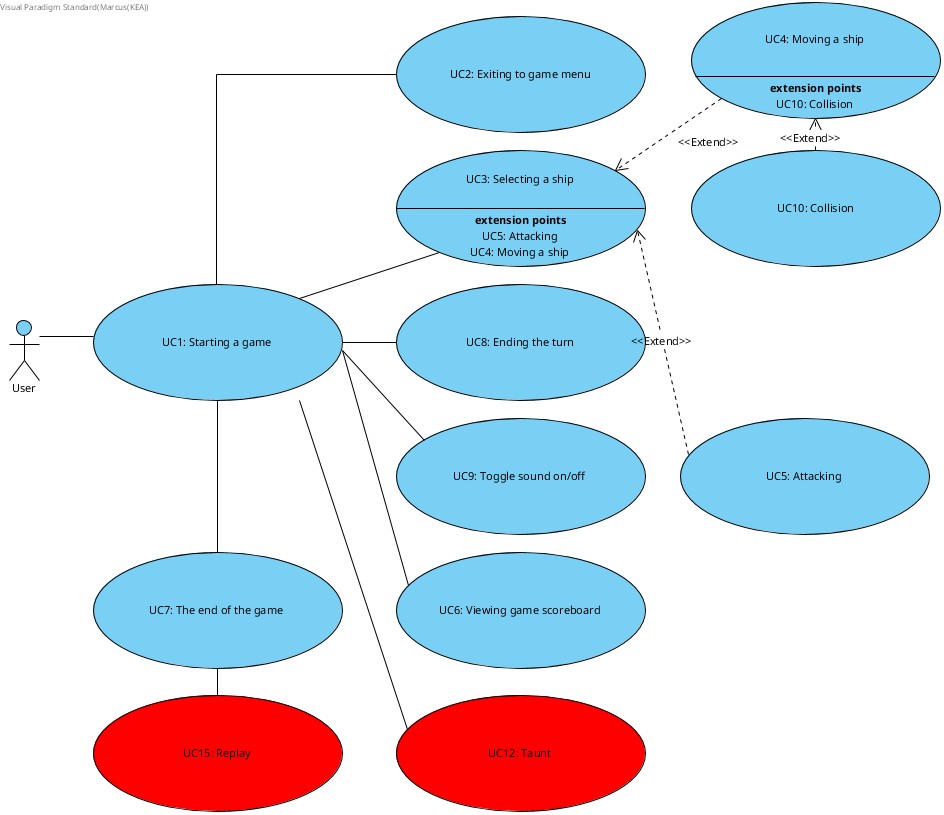 Visual Paradigm Standard(Marcus(KEA))
UC4: Moving a ship
extension points
UC10: Collision
UC2: Exiting to game menu
<<Extend>>
<<Extend>>
UC3: Selecting a ship
extension points
UC5: Attacking
UC4: Moving a ship
UC10: Collision
User
UC1: Starting a game
UC8: Ending the turn
<<Extend>>
UC9: Toggle sound on/off
UC5: Attacking
UC7: The end of the game
UC6: Viewing game scoreboard
UC15: Replay
UC12: Taunt